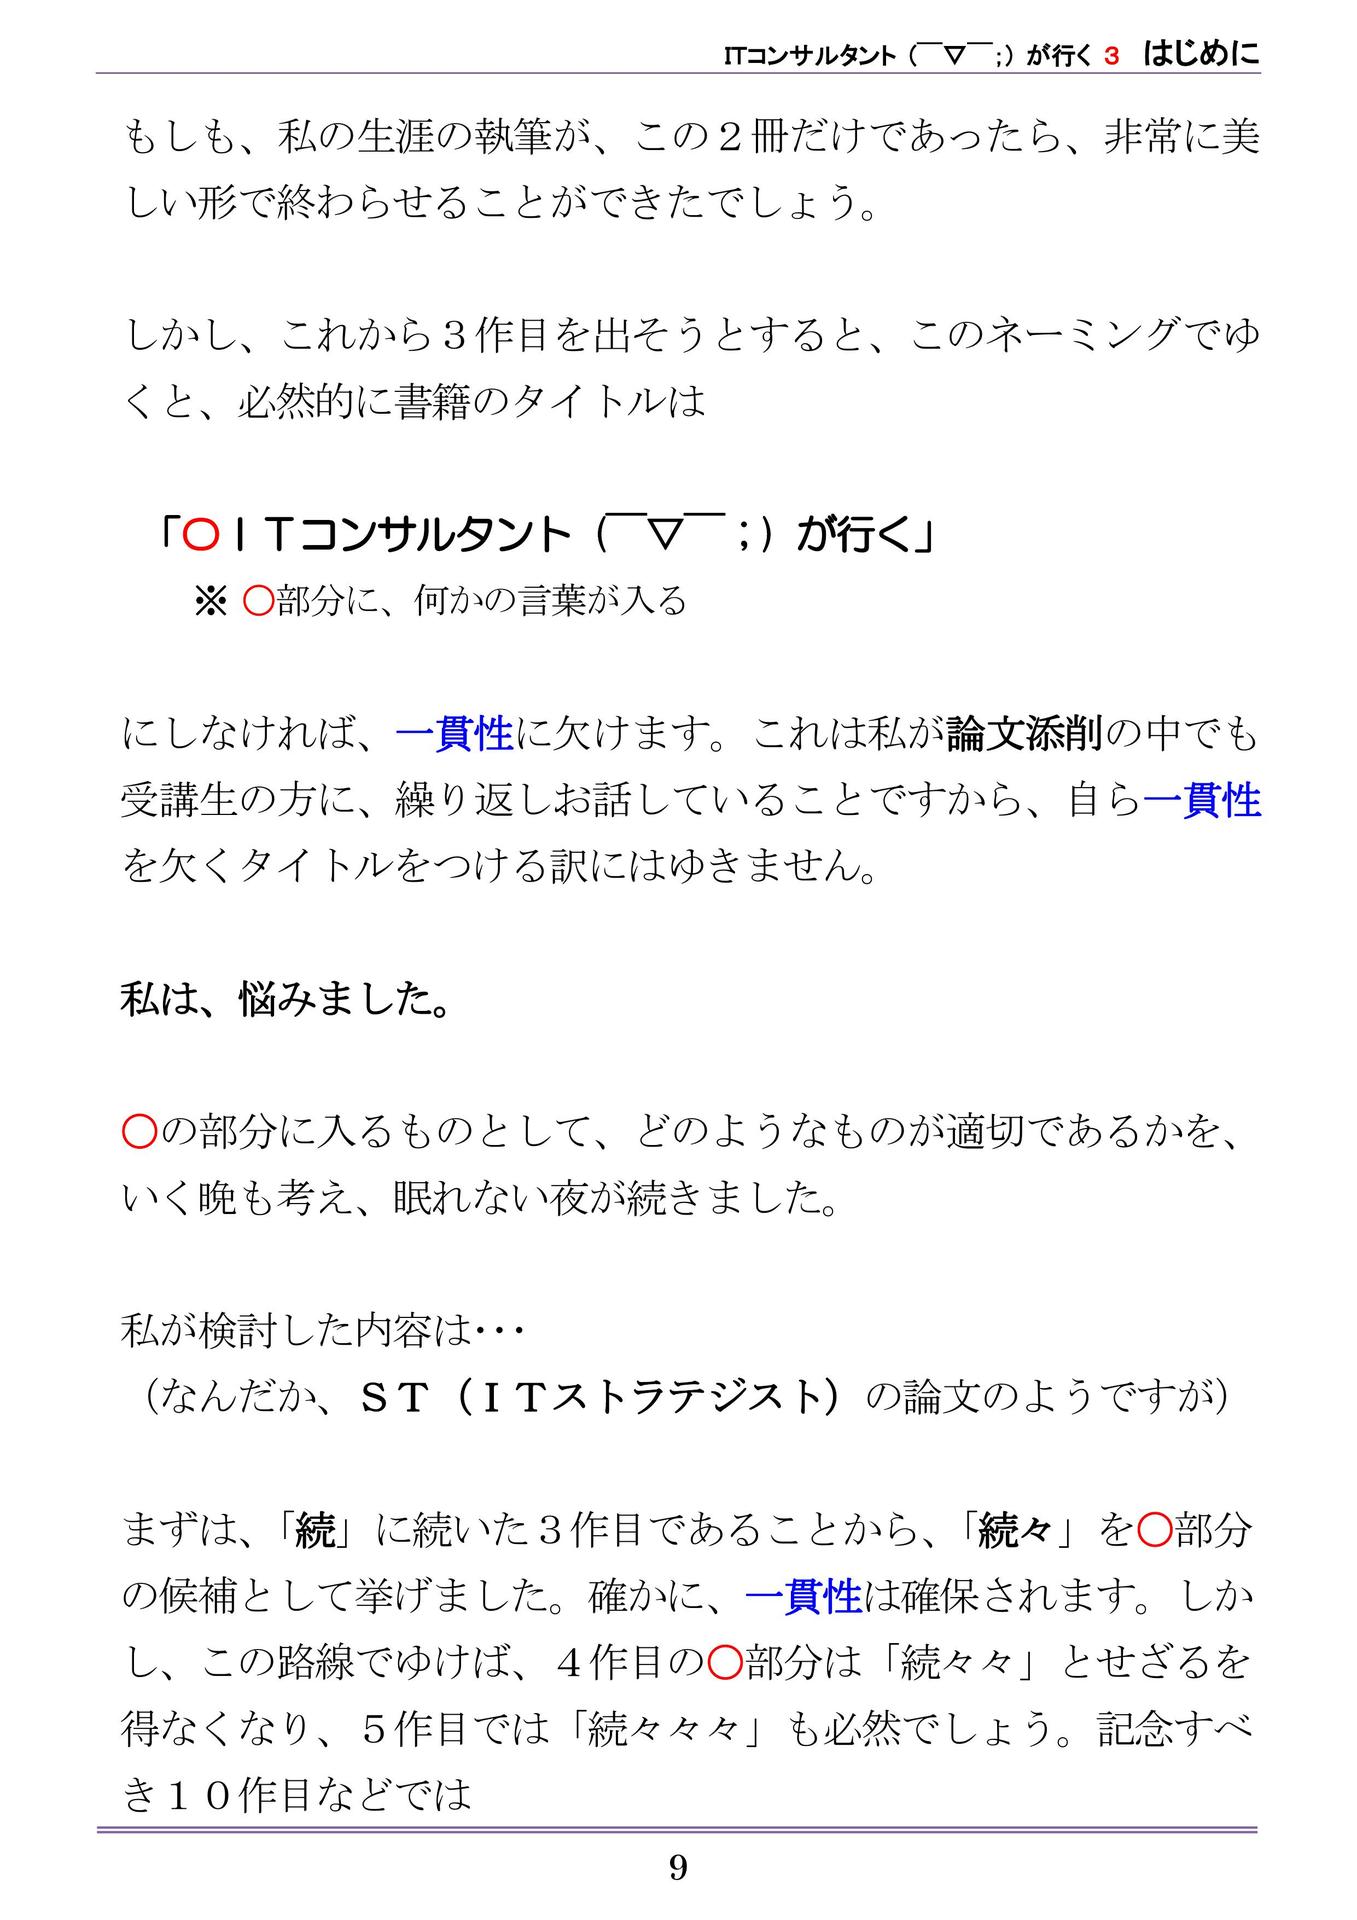 ITコンサルタント（￣▽￣;）が行く ３　はじめに
もしも、私の生涯の執筆が、この２冊だけであったら、非常に美
しい形で終わらせることができたでしょう。
しかし、これから３作目を出そうとすると、このネーミングでゆ
くと、必然的に書籍のタイトルは
「〇ＩＴコンサルタント（￣▽￣；）が行く」
※ 〇部分に、何かの言葉が入る
にしなければ、一貫性に欠けます。これは私が論文添削の中でも
受講生の方に、繰り返しお話していることですから、自ら一貫性
を欠くタイトルをつける訳にはゆきません。
私は、悩みました。
〇の部分に入るものとして、どのようなものが適切であるかを、
いく晩も考え、眠れない夜が続きました。
私が検討した内容は･･･
（なんだか、ＳＴ（ＩＴストラテジスト）の論文のようですが）
まずは、「続」に続いた３作目であることから、「続々」を〇部分
の候補として挙げました。確かに、一貫性は確保されます。しか
し、この路線でゆけば、４作目の〇部分は「続々々」とせざるを
得なくなり、５作目では「続々々々」も必然でしょう。記念すべ
き１０作目などでは
9